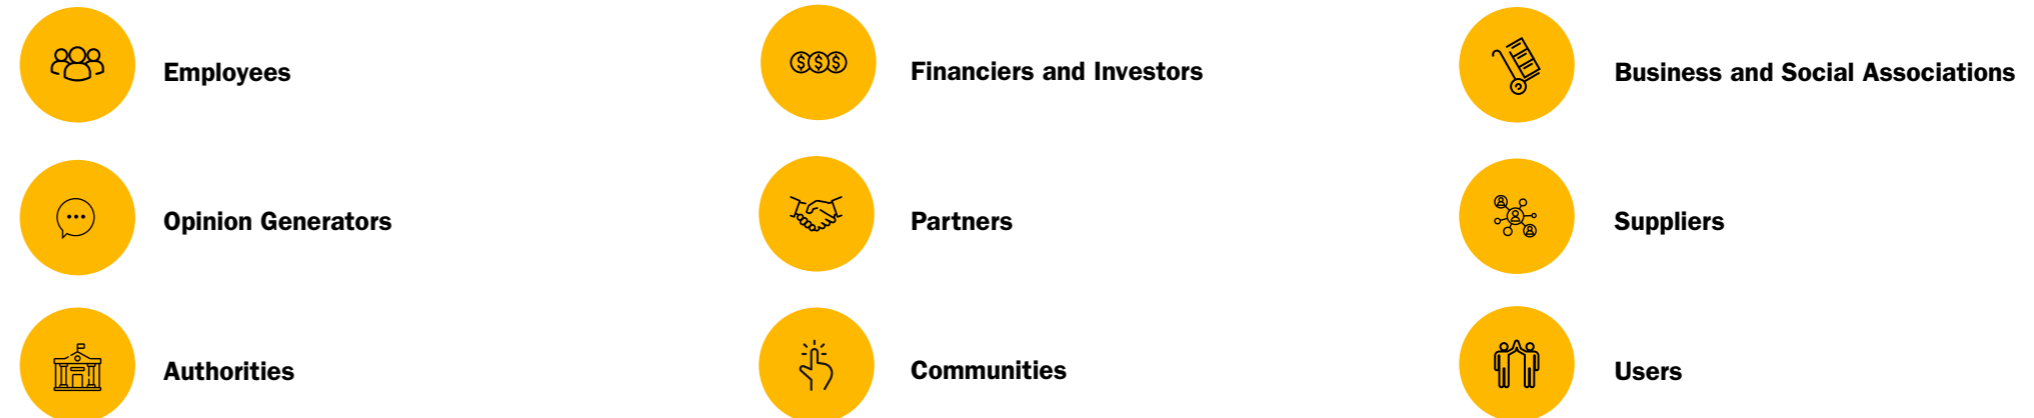 Employees
Financiers and Investors
Business and Social Associations
Opinion Generators
Partners
Suppliers
Authorities
Communities
Users